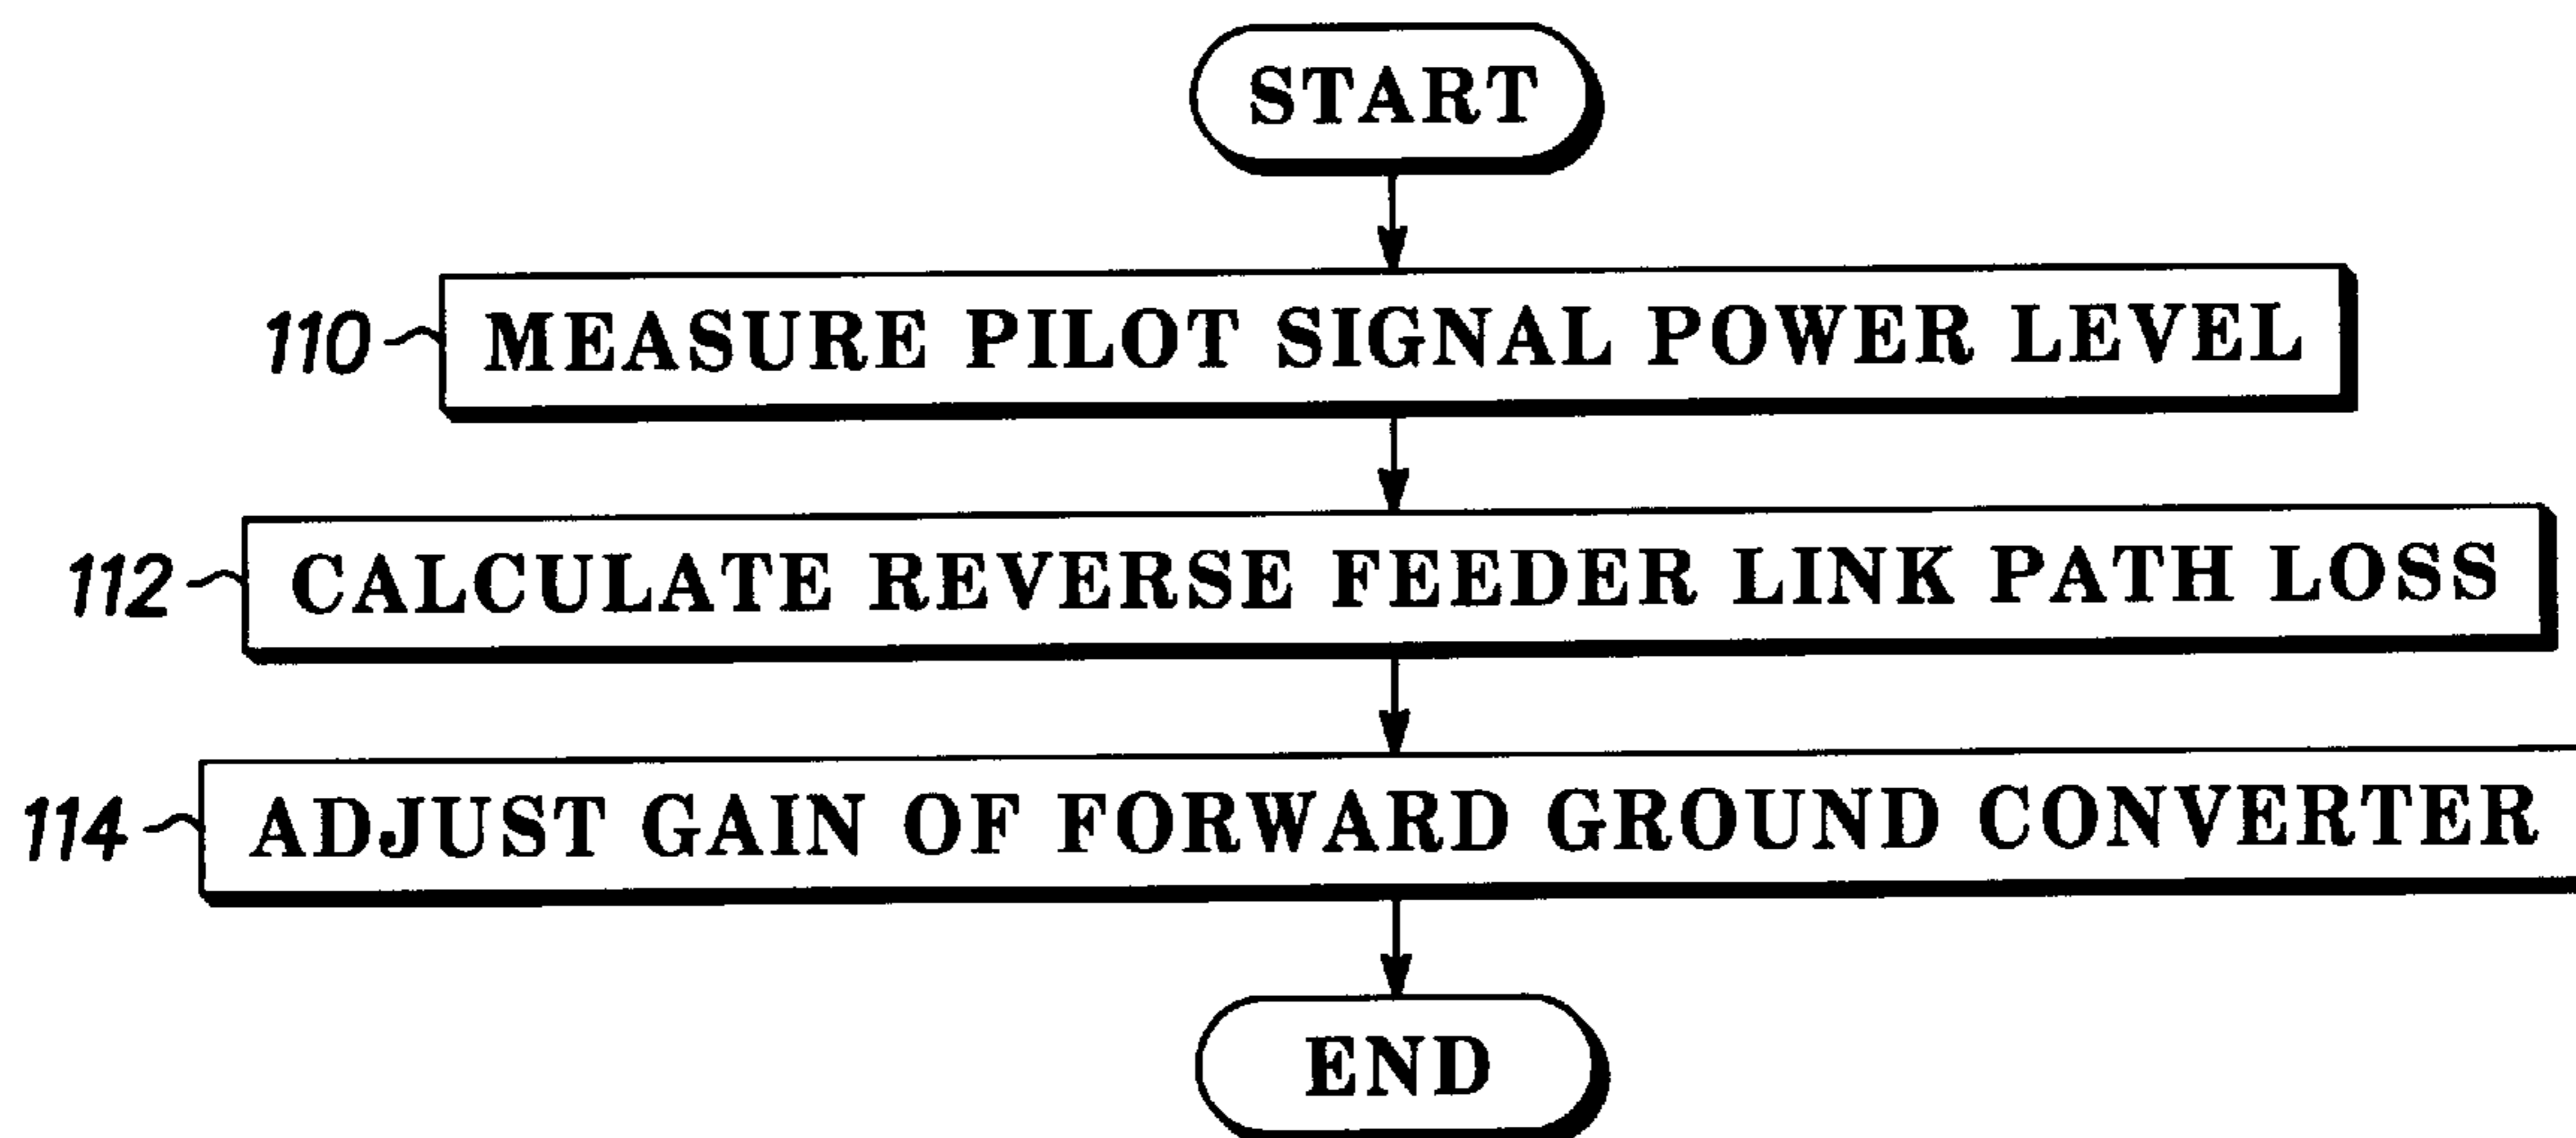 START
110 MEASURE PILOT SIGNAL POWER LEVEL
112 CALCULATE REVERSE FEEDER LINK PATH LOSS
114 ADJUST GAIN OF FORWARD GROUND CONVERTER
END